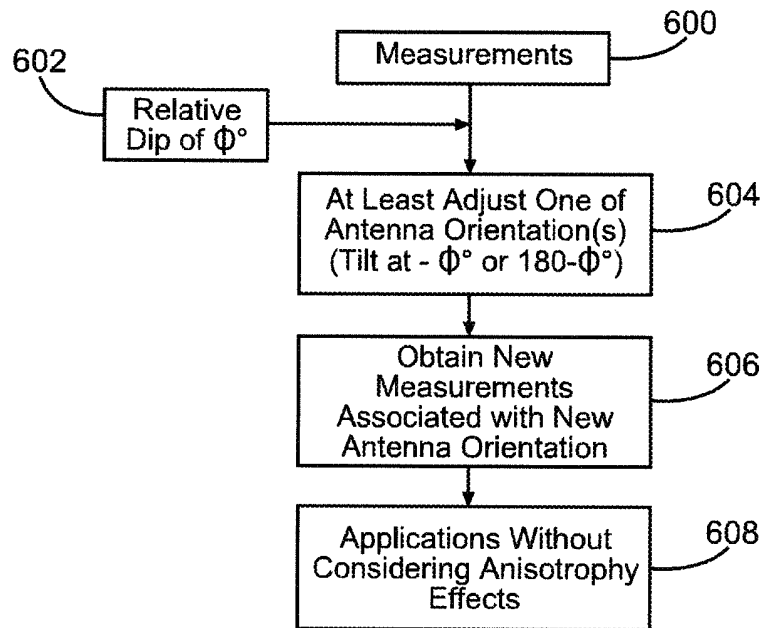 600
Measurements
602
Relative
Dip of Φ°
604
At Least Adjust One of
Antenna Orientation(s)
(Tilt at - Φ° or 180-Φ°)
606
Obtain New
Measurements
Associated with New
Antenna Orientation
608
Applications Without
Considering Anisotrophy
Effects